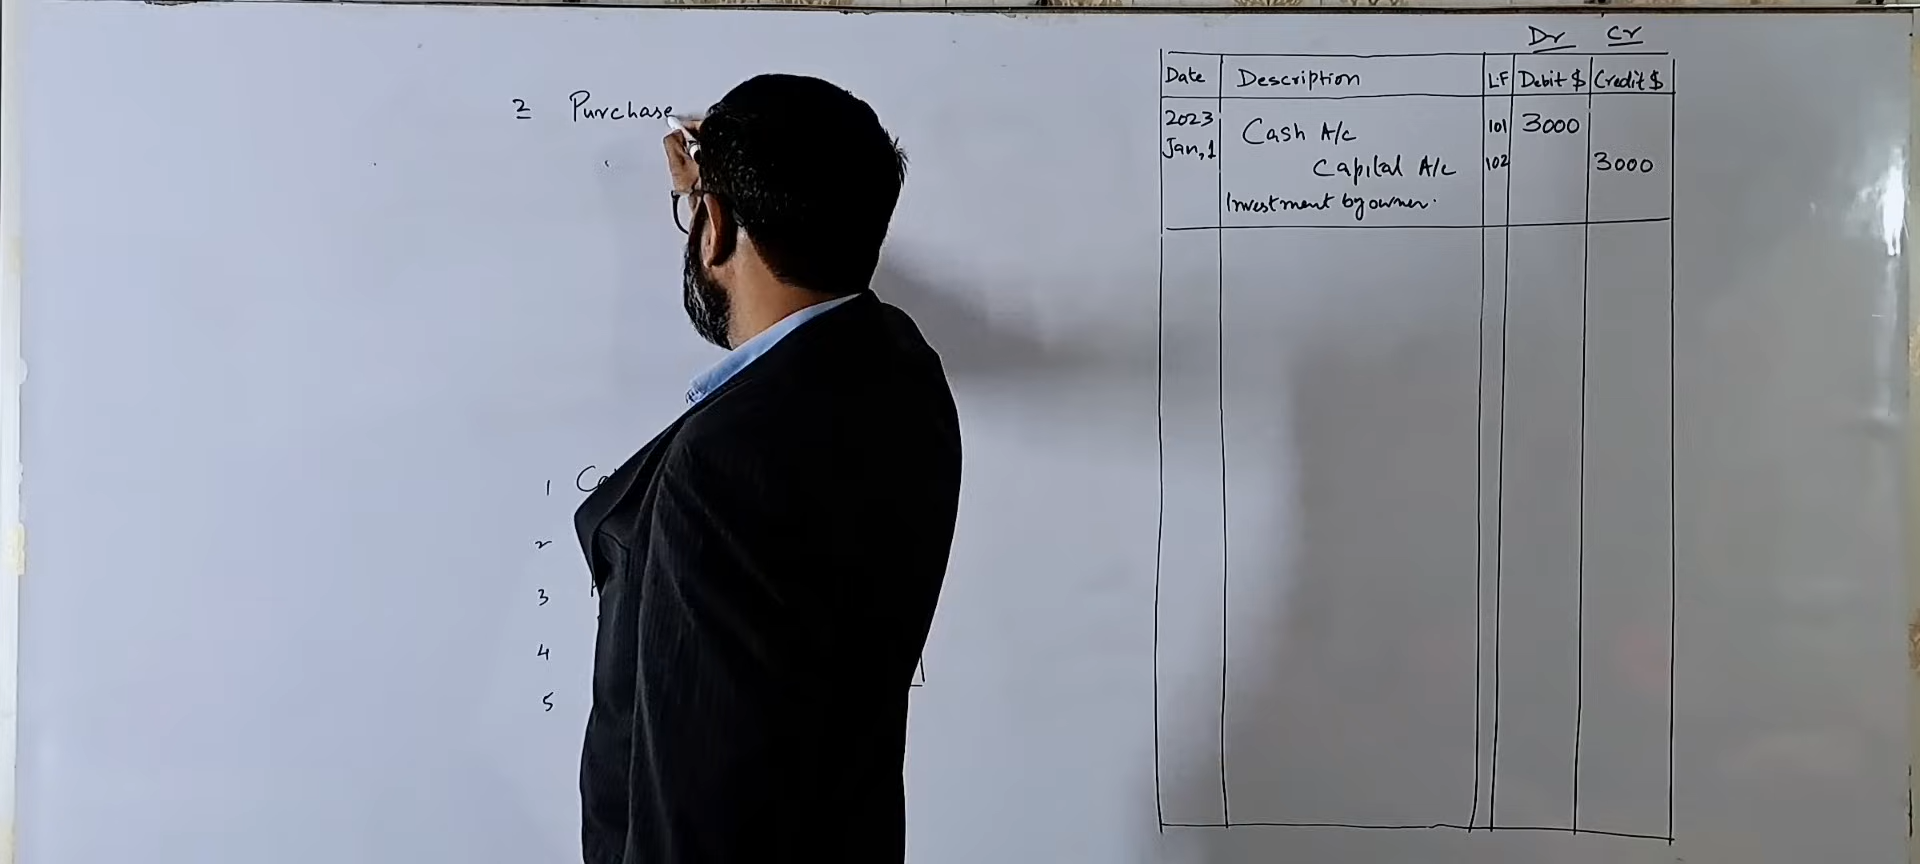 2 Purchase
1
2
3
4
5
Dr Cr
Date Description L.F Debit $ Credit $
2023 Jan, 1 Cash A/c 101 3000
Capital A/c 102 3000
Investment by owner.